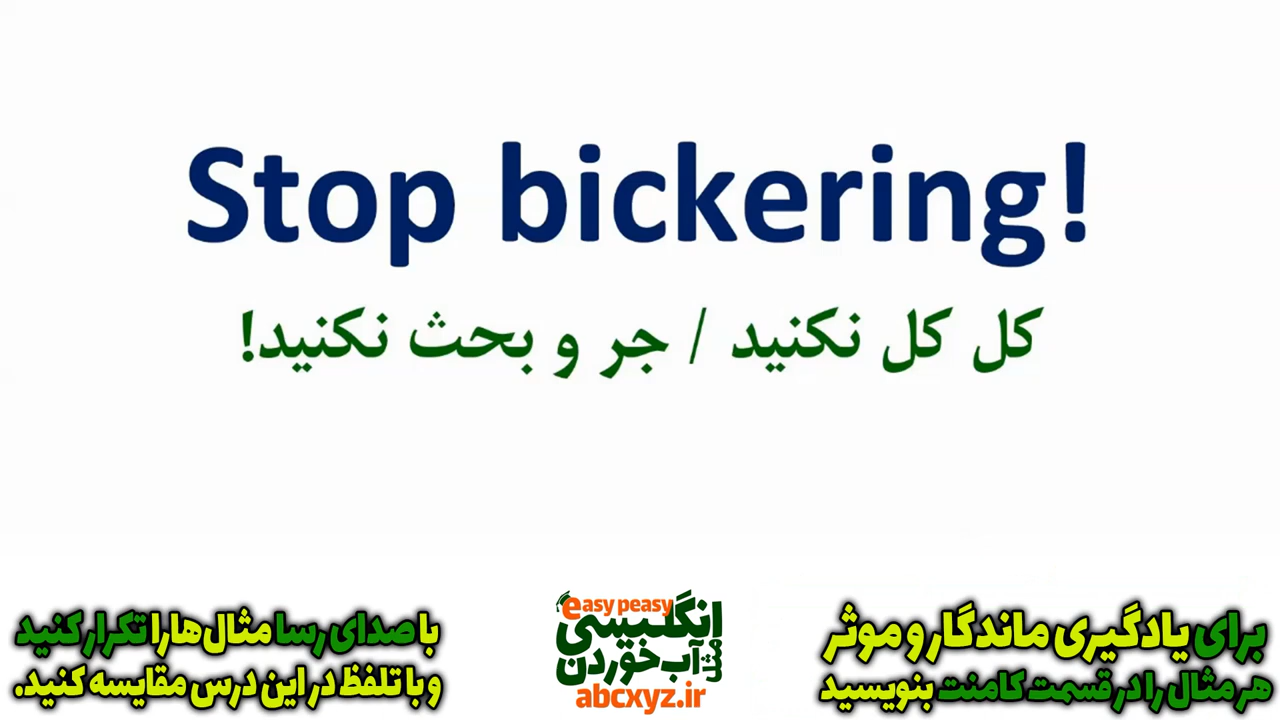 Stop bickering!
کل کل نکنید / جر و بحث نکنید!
برای یادگیری ماندگار و موثر
هر مثال را در قسمت کامنت بنویسید
easy peasy
انگلیسی
مثل آب خوردن
abcxyz.ir
با صدای رسا مثال‌ها را تکرار کنید
و با تلفظ در این درس مقایسه کنید.